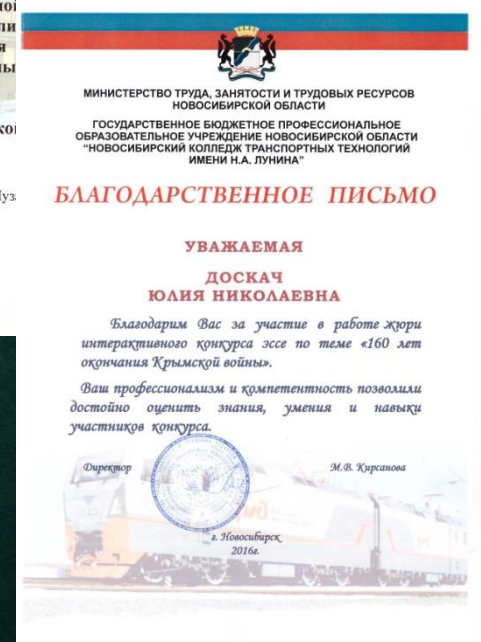 МИНИСТЕРСТВО ТРУДА, ЗАНЯТОСТИ И ТРУДОВЫХ РЕСУРСОВ
НОВОСИБИРСКОЙ ОБЛАСТИ
ГОСУДАРСТВЕННОЕ БЮДЖЕТНОЕ ПРОФЕССИОНАЛЬНОЕ
ОБРАЗОВАТЕЛЬНОЕ УЧРЕЖДЕНИЕ НОВОСИБИРСКОЙ ОБЛАСТИ
"НОВОСИБИРСКИЙ КОЛЛЕДЖ ТРАНСПОРТНЫХ ТЕХНОЛОГИЙ
ИМЕНИ Н.А. ЛУНИНА"
БЛАГОДАРСТВЕННОЕ ПИСЬМО
УВАЖАЕМАЯ
ДОСКАЧ
ЮЛИЯ НИКОЛАЕВНА
Благодарим Вас за участие в работе жюри
интерактивного конкурса эссе по теме «160 лет
окончания Крымской войны».
Ваш профессионализм и компетентность позволили
достойно оценить знания, умения и навыки
участников конкурса.
Директор М.В. Кирсанова
г. Новосибирск
2016г.